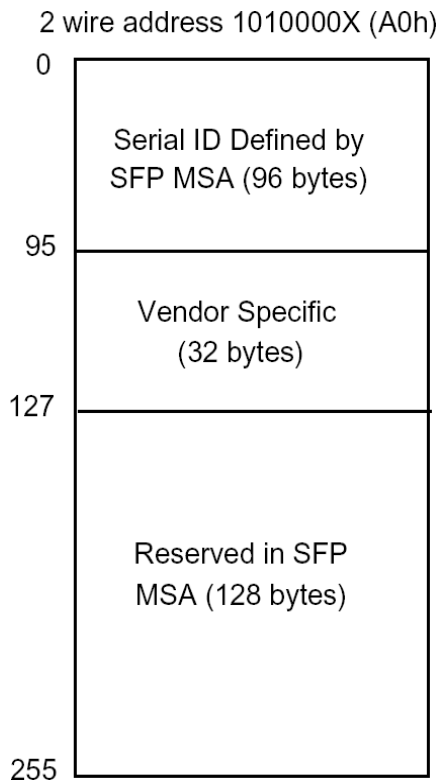 2 wire address 1010000X (A0h)
0
Serial ID Defined by
SFP MSA (96 bytes)
95
Vendor Specific
(32 bytes)
127
Reserved in SFP
MSA (128 bytes)
255